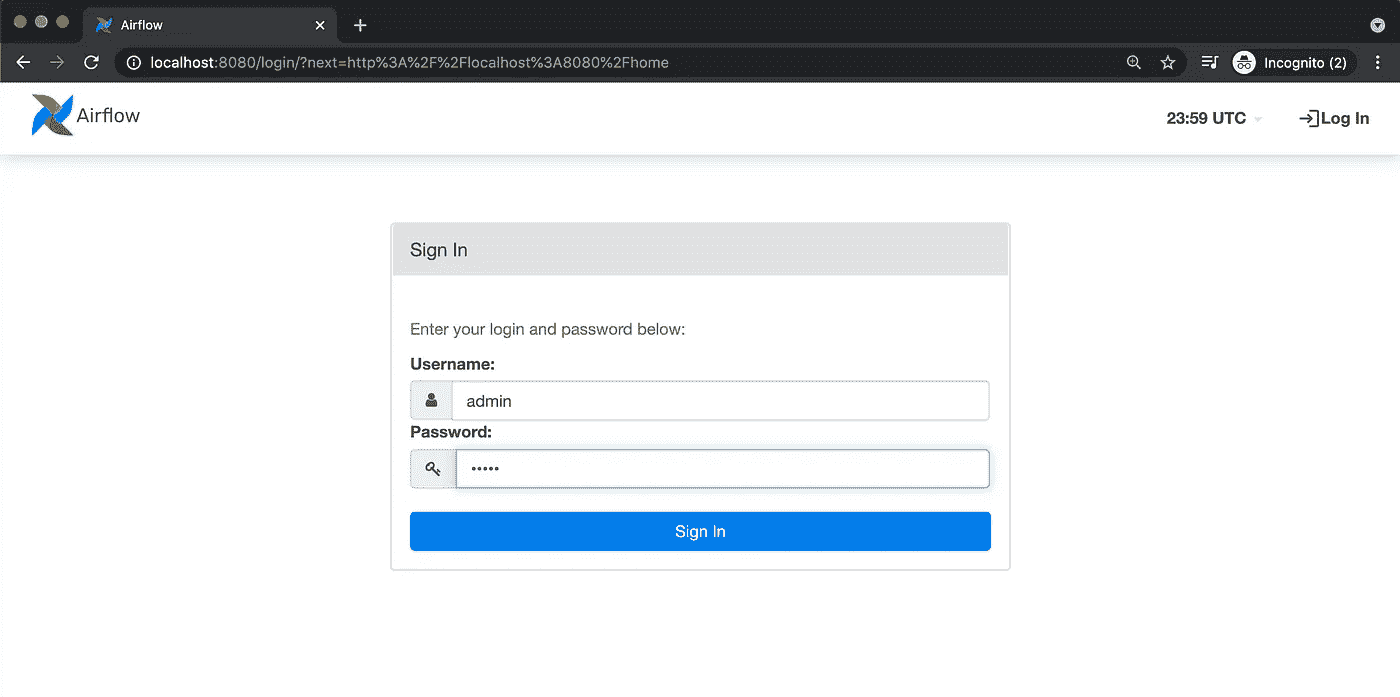 Airflow
localhost:8080/login/?next=http%3A%2F%2Flocalhost%3A8080%2Fhome
Incognito (2)
Airflow
23:59 UTC
Log In
Sign In
Enter your login and password below:
Username:
admin
Password:
•••••
Sign In